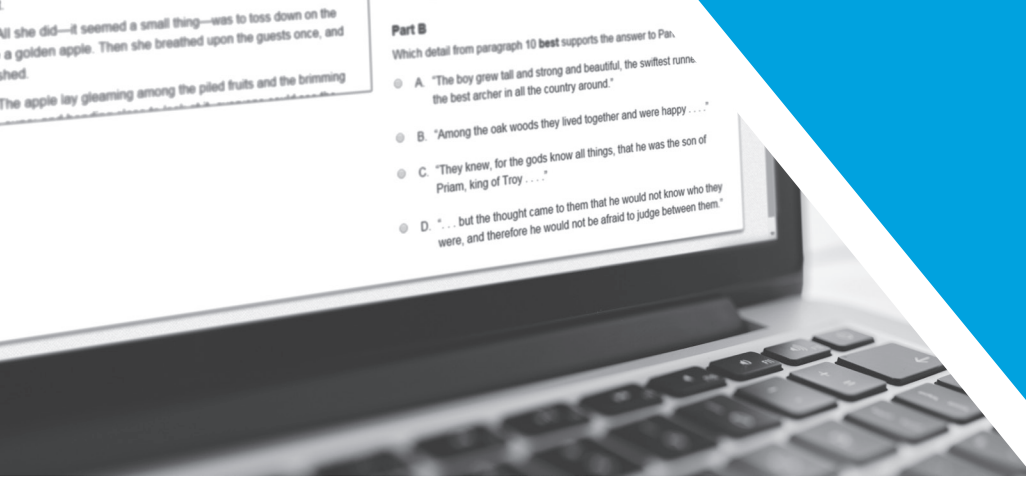 All she did—it seemed a small thing—was to toss down on the
a golden apple. Then she breathed upon the guests once, and
shed.
The apple lay gleaming among the piled fruits and the brimming
Part B
Which detail from paragraph 10 best supports the answer to Par
A. "The boy grew tall and strong and beautiful, the swiftest runne
the best archer in all the country around."
B. "Among the oak woods they lived together and were happy . . . ."
C. "They knew, for the gods know all things, that he was the son of
Priam, king of Troy . . . ."
D. ". . . but the thought came to them that he would not know who they
were, and therefore he would not be afraid to judge between them."